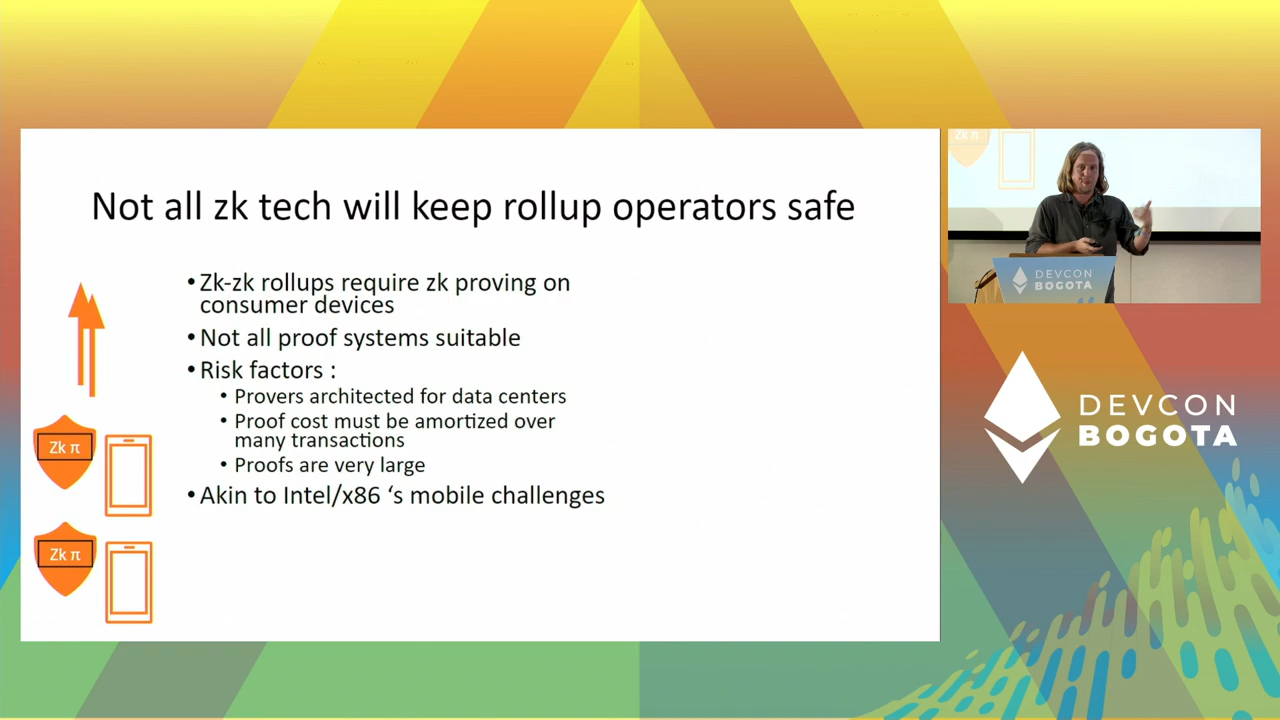 Not all zk tech will keep rollup operators safe
• Zk-zk rollups require zk proving on
consumer devices
• Not all proof systems suitable
• Risk factors :
• Provers architected for data centers
• Proof cost must be amortized over
many transactions
• Proofs are very large
• Akin to Intel/x86 ‘s mobile challenges
Zk π
Zk π
Zk π
DEVCON
BOGOTA
DEVCON
BOGOTA